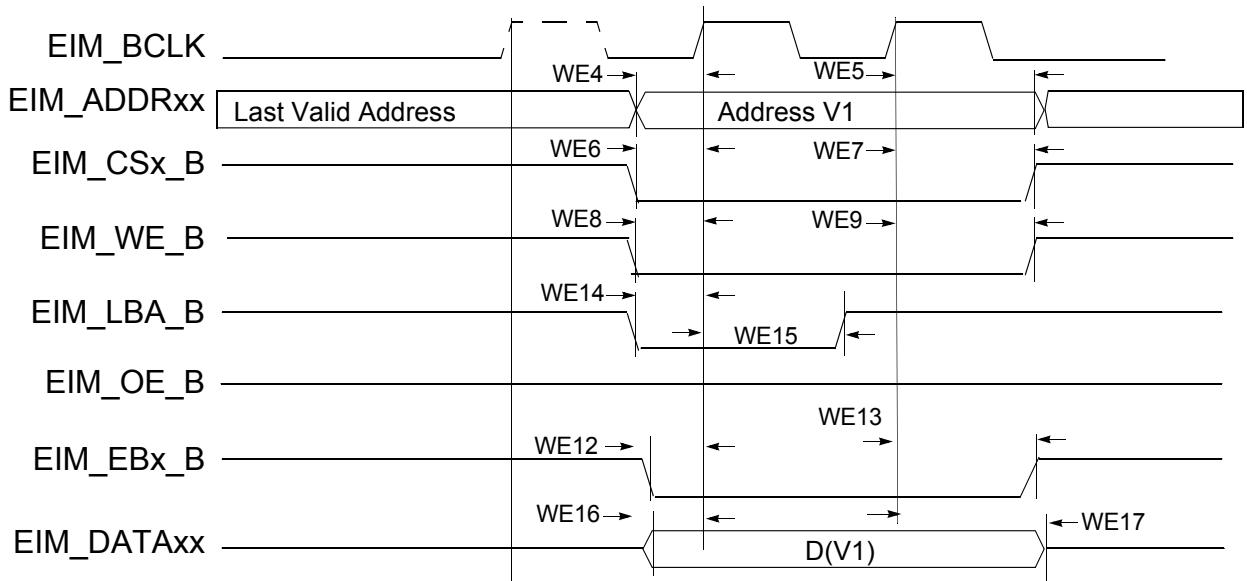 EIM_BCLK
WE4
WE5
EIM_ADDRxx
Last Valid Address
Address V1
WE6
WE7
EIM_CSx_B
WE8
WE9
EIM_WE_B
WE14
EIM_LBA_B
WE15
EIM_OE_B
WE13
WE12
EIM_EBx_B
WE16
WE17
EIM_DATAxx
D(V1)